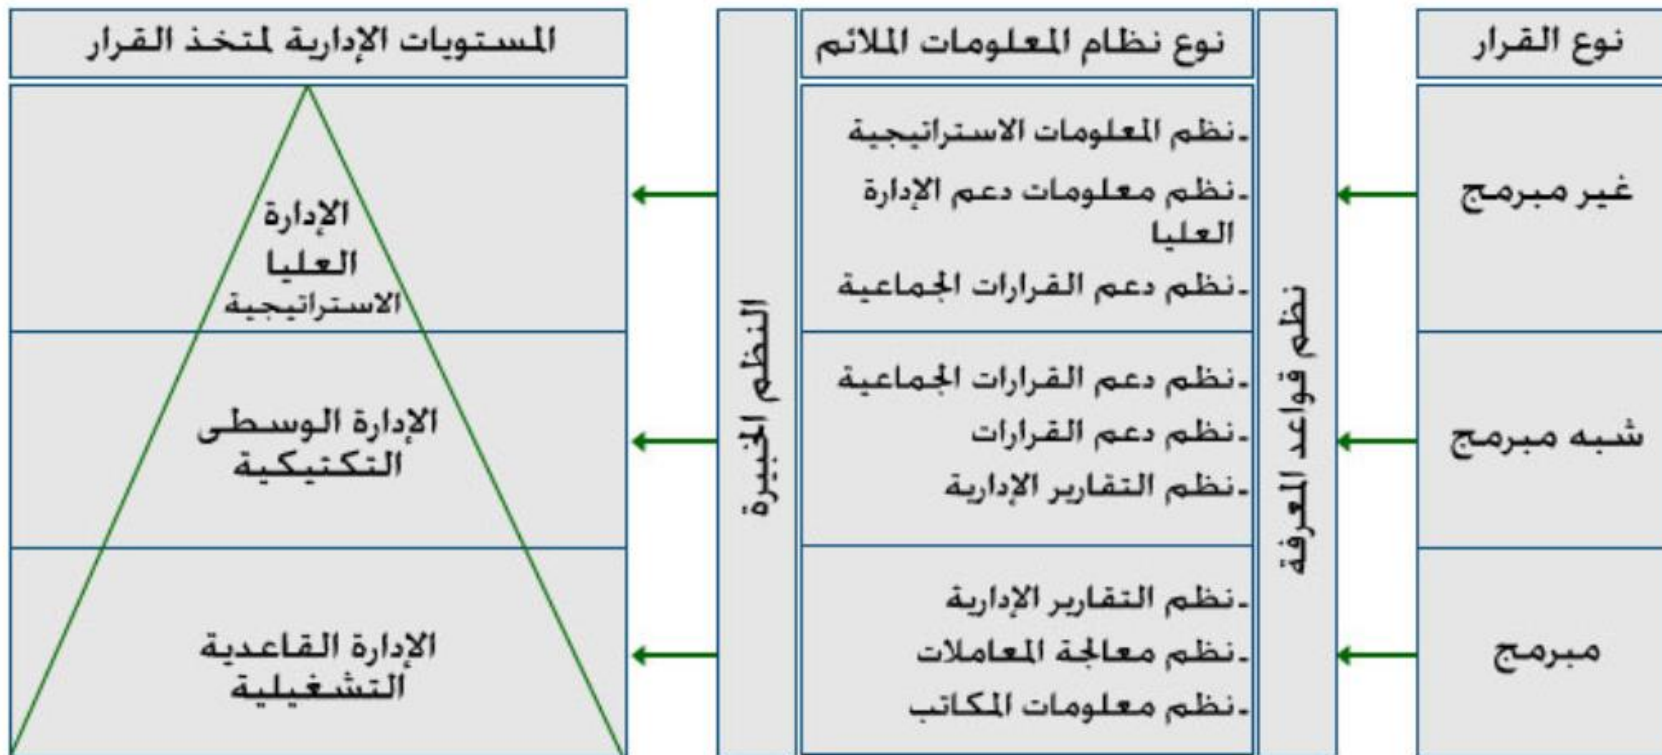 نوع القرار
نوع نظام المعلومات الملائم
المستويات الإدارية لمتخذ القرار
غير مبرمج
نظم قواعد المعرفة
-نظم المعلومات الاستراتيجية
-نظم معلومات دعم الإدارة
العليا
-نظم دعم القرارات الجماعية
النظم الخبيرة
الإدارة
العليا
الاستراتيجية
شبه مبرمج
-نظم دعم القرارات الجماعية
-نظم دعم القرارات
-نظم التقارير الإدارية
الإدارة الوسطى
التكتيكية
مبرمج
-نظم التقارير الإدارية
-نظم معالجة المعاملات
-نظم معلومات المكاتب
الإدارة القاعدية
التشغيلية